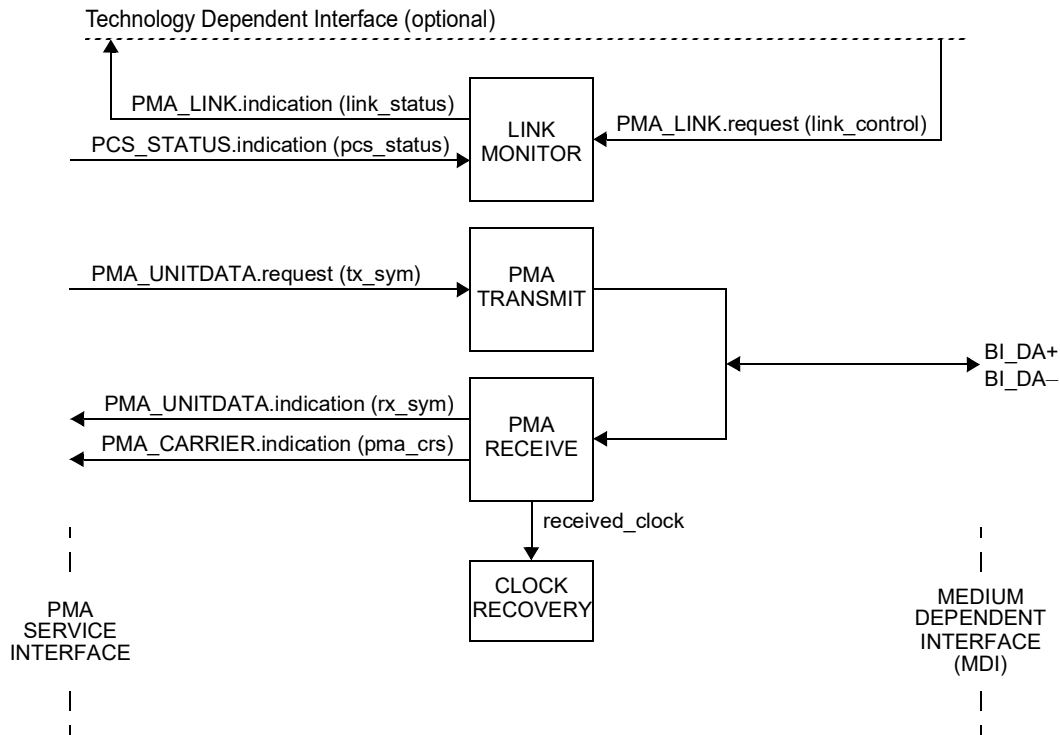 Technology Dependent Interface (optional)
PMA_LINK.indication (link_status)
PCS_STATUS.indication (pcs_status)
LINK
MONITOR
PMA_LINK.request (link_control)
PMA_UNITDATA.request (tx_sym)
PMA
TRANSMIT
BI_DA+
BI_DA–
PMA_UNITDATA.indication (rx_sym)
PMA_CARRIER.indication (pma_crs)
PMA
RECEIVE
received_clock
CLOCK
RECOVERY
PMA
SERVICE
INTERFACE
MEDIUM
DEPENDENT
INTERFACE
(MDI)